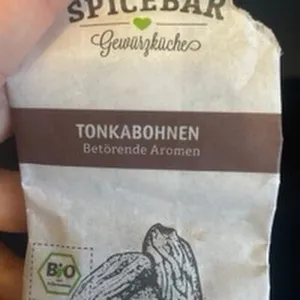 SPICEBAR
Gewürzküche
TONKABOHNEN
Betörende Aromen
BIO